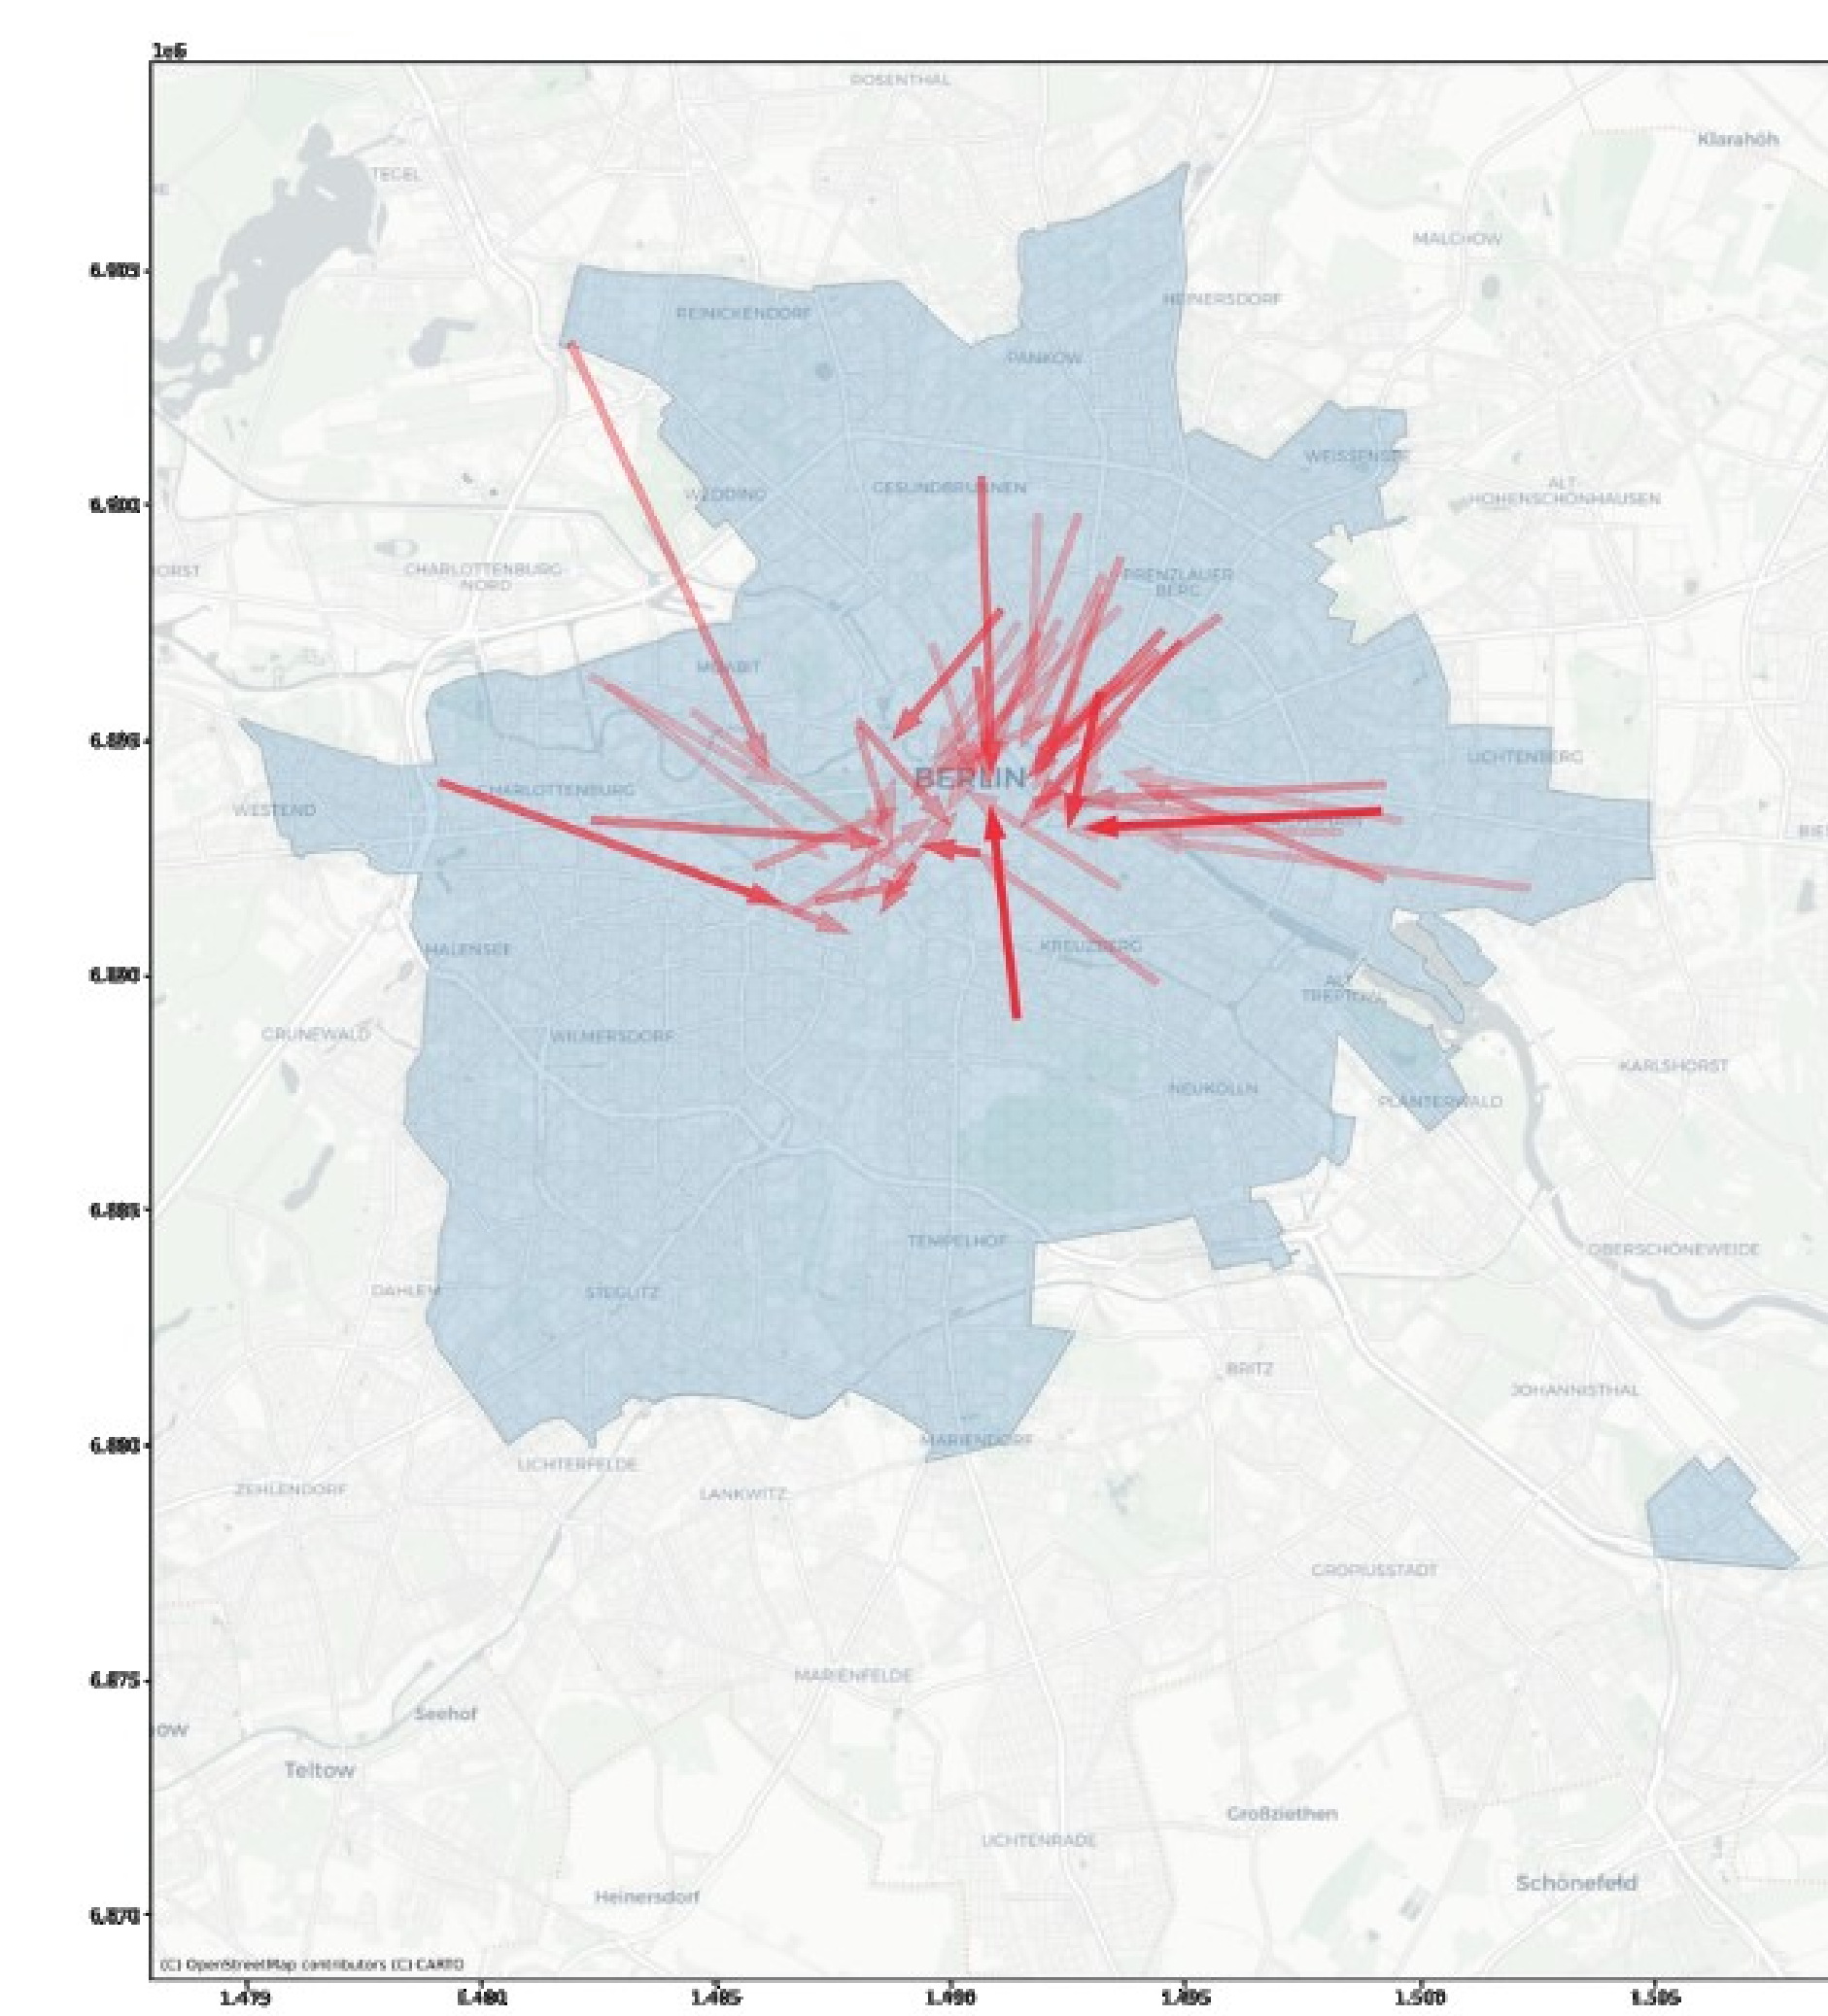 1e6
ROSENTHAL
Klarahöh
TEGEL
MALCHOW
HEINERSDORF
REINICKENDORF
PANKOW
WEISSENSEE
ALT-
HOHENSCHÖNHAUSEN
WEDDING
GESUNDBRUNNEN
6.900
ORST
CHARLOTTENBURG-
NORD
PRENZLAUER
BERG
MOABIT
6.895
LICHTENBERG
BERLIN
CHARLOTTENBURG
WESTEND
BIES
HALENSEE
KREUZBERG
6.890
ALT-
TREPTOW
GRUNEWALD
WILMERSDORF
KARLSHORST
NEUKÖLLN
PLÄNTERWALD
6.885
TEMPELHOF
OBERSCHÖNEWEIDE
DAHLEM
STEGLITZ
BRITZ
JOHANNISTHAL
6.880
MARIENDORF
LICHTERFELDE
ZEHLENDORF
LANKWITZ
GROPIUSSTADT
6.875
MARIENFELDE
Seehof
OW
Teltow
Großziethen
LICHTENRADE
Schönefeld
Heinersdorf
6.870
(C) OpenStreetMap contributors (C) CARTO
1.480
1.485
1.490
1.495
1.500
1.505